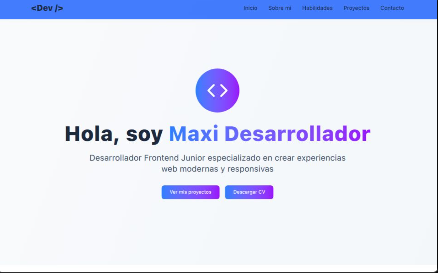 <Dev />
Inicio Sobre mí Habilidades Proyectos Contacto
Hola, soy Maxi Desarrollador
Desarrollador Frontend Junior especializado en crear experiencias
web modernas y responsivas
Ver mis proyectos Descargar CV